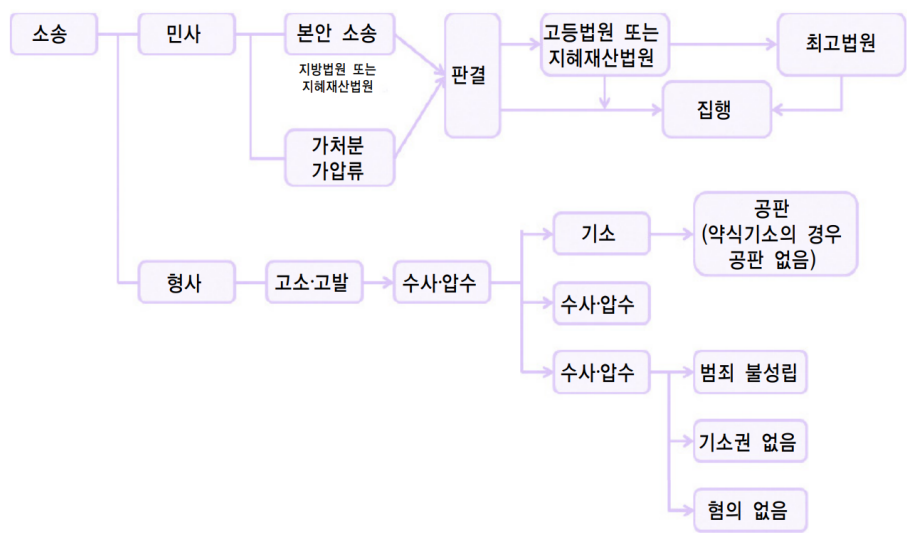 소송
민사
본안 소송
지방법원 또는
지혜재산법원
가처분
가압류
판결
고등법원 또는
지혜재산법원
최고법원
집행
형사
고소·고발
수사·압수
기소
공판
(약식기소의 경우
공판 없음)
수사·압수
수사·압수
범죄 불성립
기소권 없음
혐의 없음